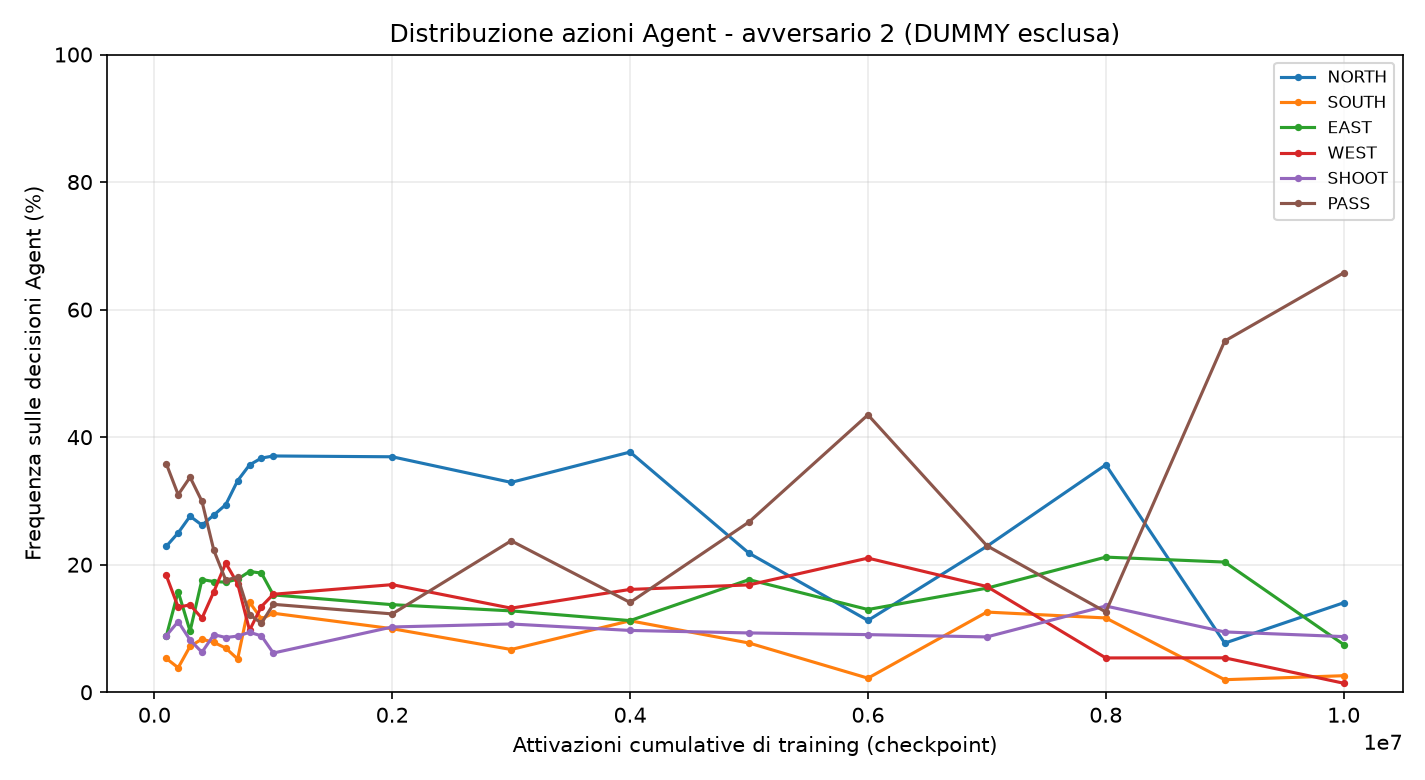 Distribuzione azioni Agent - avversario 2 (DUMMY esclusa)
Frequenza sulle decisioni Agent (%)
100
80
60
40
20
0
NORTH
SOUTH
EAST
WEST
SHOOT
PASS
0.0 0.2 0.4 0.6 0.8 1.0
1e7
Attivazioni cumulative di training (checkpoint)